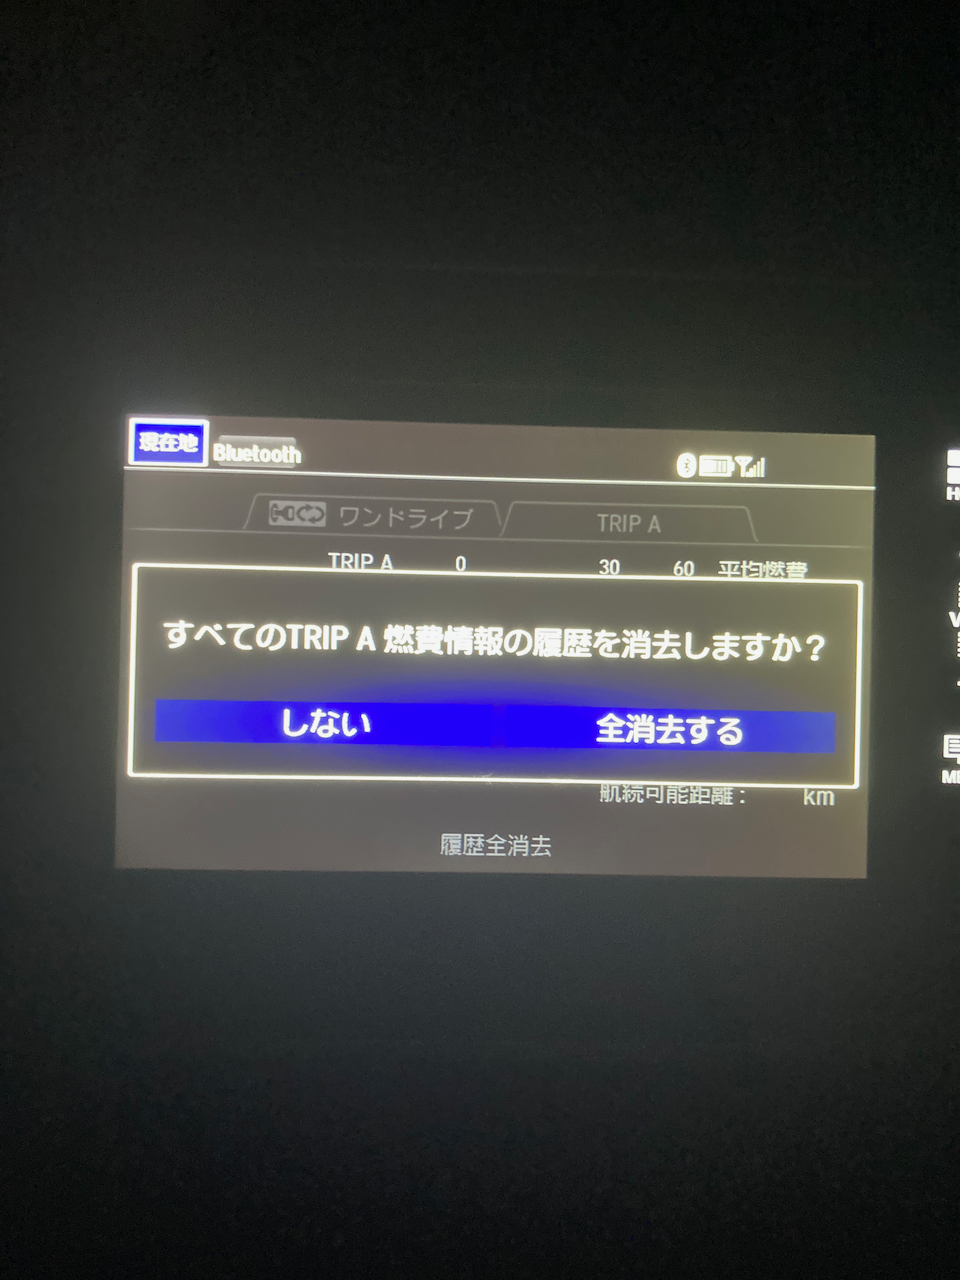 現在地 Bluetooth
ワンドライブ TRIP A
TRIP A 0 30 60 平均燃費
すべてのTRIP A 燃費情報の履歴を消去しますか？
しない 全消去する
航続可能距離： km
履歴全消去